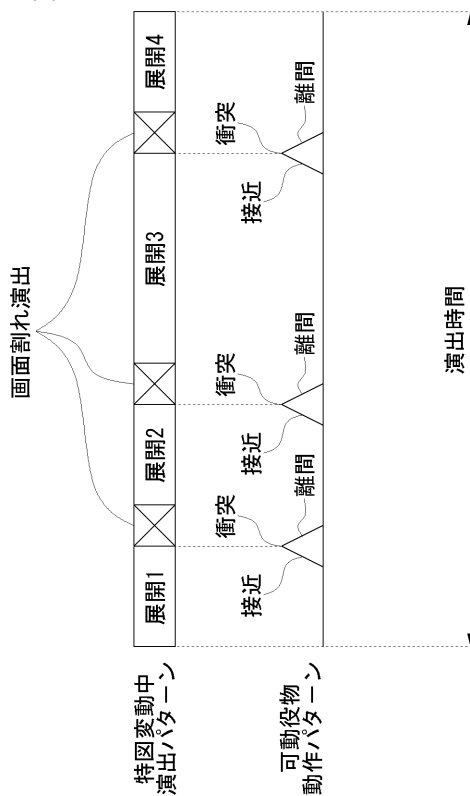 画面割れ演出
特図変動中
演出パターン
展開1
展開2
展開3
展開4
可動役物
動作パターン
接近
衝突
離間
接近
衝突
離間
接近
衝突
離間
演出時間